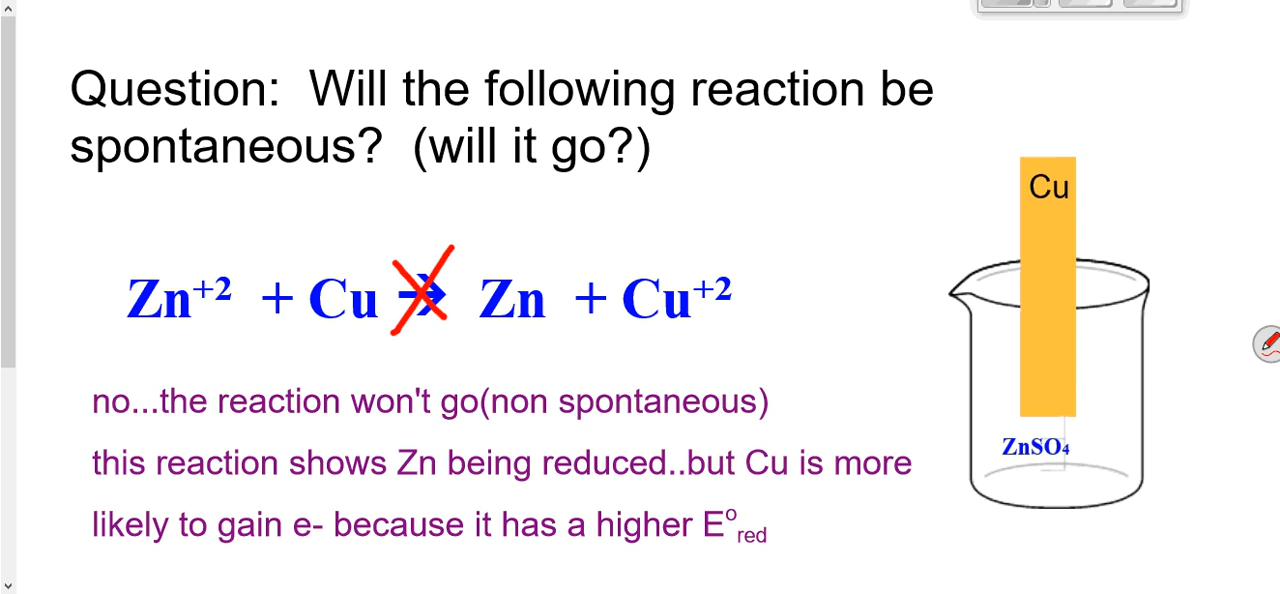 Question:  Will the following reaction be
spontaneous?  (will it go?)
Cu
Zn⁺² + Cu → Zn + Cu⁺²
no...the reaction won't go(non spontaneous)
ZnSO₄
this reaction shows Zn being reduced..but Cu is more
likely to gain e- because it has a higher E°red